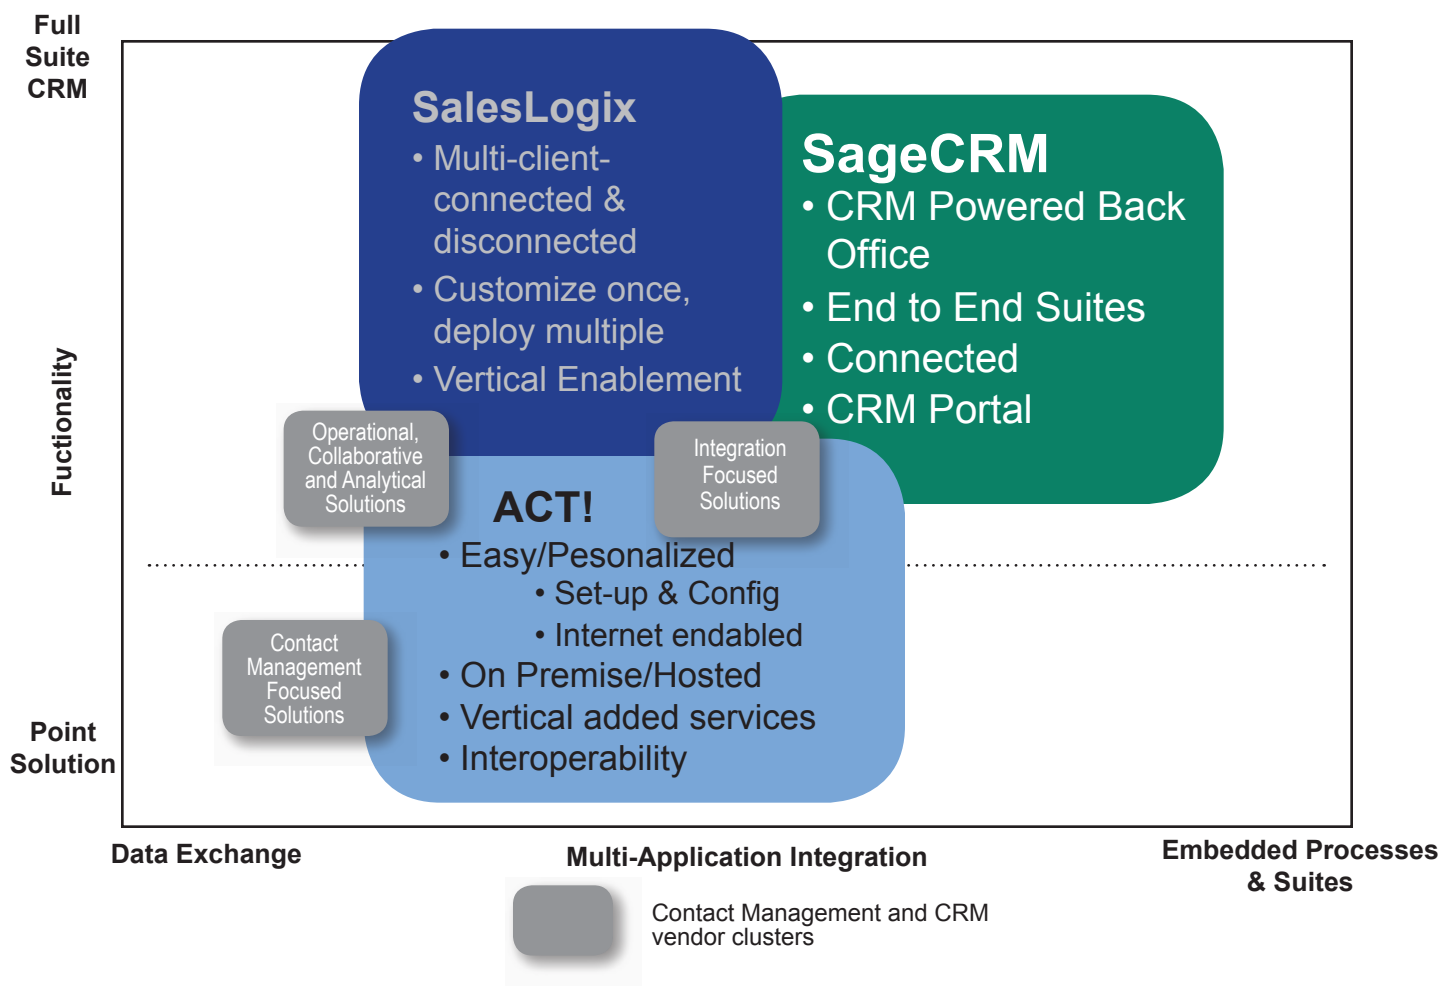 Full
Suite
CRM
Fuctionality
Point
Solution
SalesLogix
• Multi-client-
connected &
disconnected
• Customize once,
deploy multiple
• Vertical Enablement
SageCRM
• CRM Powered Back
Office
• End to End Suites
• Connected
• CRM Portal
Operational,
Collaborative
and Analytical
Solutions
Integration
Focused
Solutions
ACT!
• Easy/Pesonalized
• Set-up & Config
• Internet endabled
• On Premise/Hosted
• Vertical added services
• Interoperability
Contact
Management
Focused
Solutions
Data Exchange
Multi-Application Integration
Embedded Processes
& Suites
Contact Management and CRM
vendor clusters